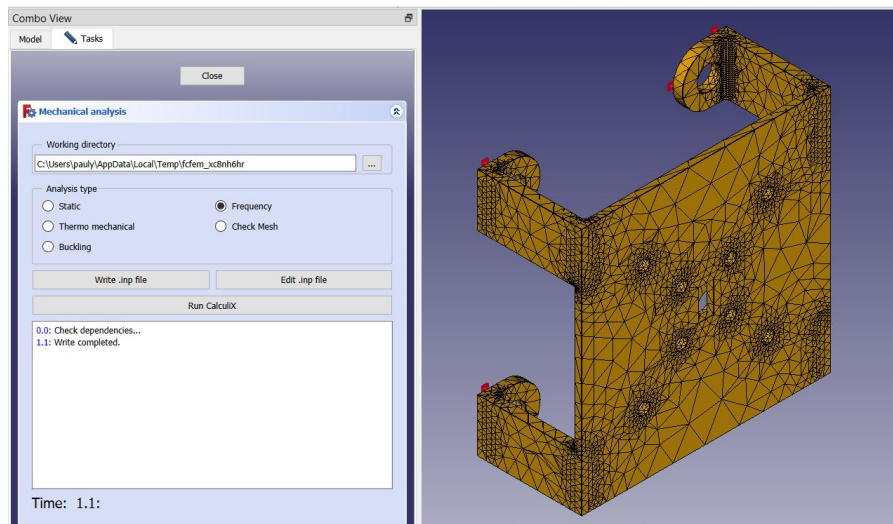 Combo View
Model
Tasks
Close
Mechanical analysis
Working directory
C:\Users\pauly\AppData\Local\Temp\fcfem_xc8nh6hr
...
Analysis type
Static
Frequency
Thermo mechanical
Check Mesh
Buckling
Write .inp file
Edit .inp file
Run CalculiX
0.0: Check dependencies...
1.1: Write completed.
Time: 1.1: